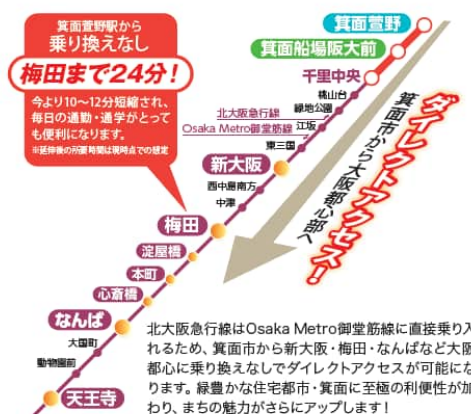 箕面萱野駅から
乗り換えなし
梅田まで24分!
今より10〜12分短縮され、
毎日の通勤・通学がとって
も便利になります。
※延伸後の所要時間は現時点での想定
箕面萱野
箕面船場阪大前
千里中央
桃山台
緑地公園
北大阪急行線
江坂
Osaka Metro御堂筋線
東三国
新大阪
西中島南方
中津
梅田
淀屋橋
本町
心斎橋
なんば
大国町
動物園前
天王寺
ダイレクトアクセス!
箕面市から大阪都心部へ
北大阪急行線はOsaka Metro御堂筋線に直接乗り入
れるため、箕面市から新大阪・梅田・なんばなど大阪
都心に乗り換えなしでダイレクトアクセスが可能にな
ります。緑豊かな住宅都市・箕面に至極の利便性が加
わり、まちの魅力がさらにアップします!